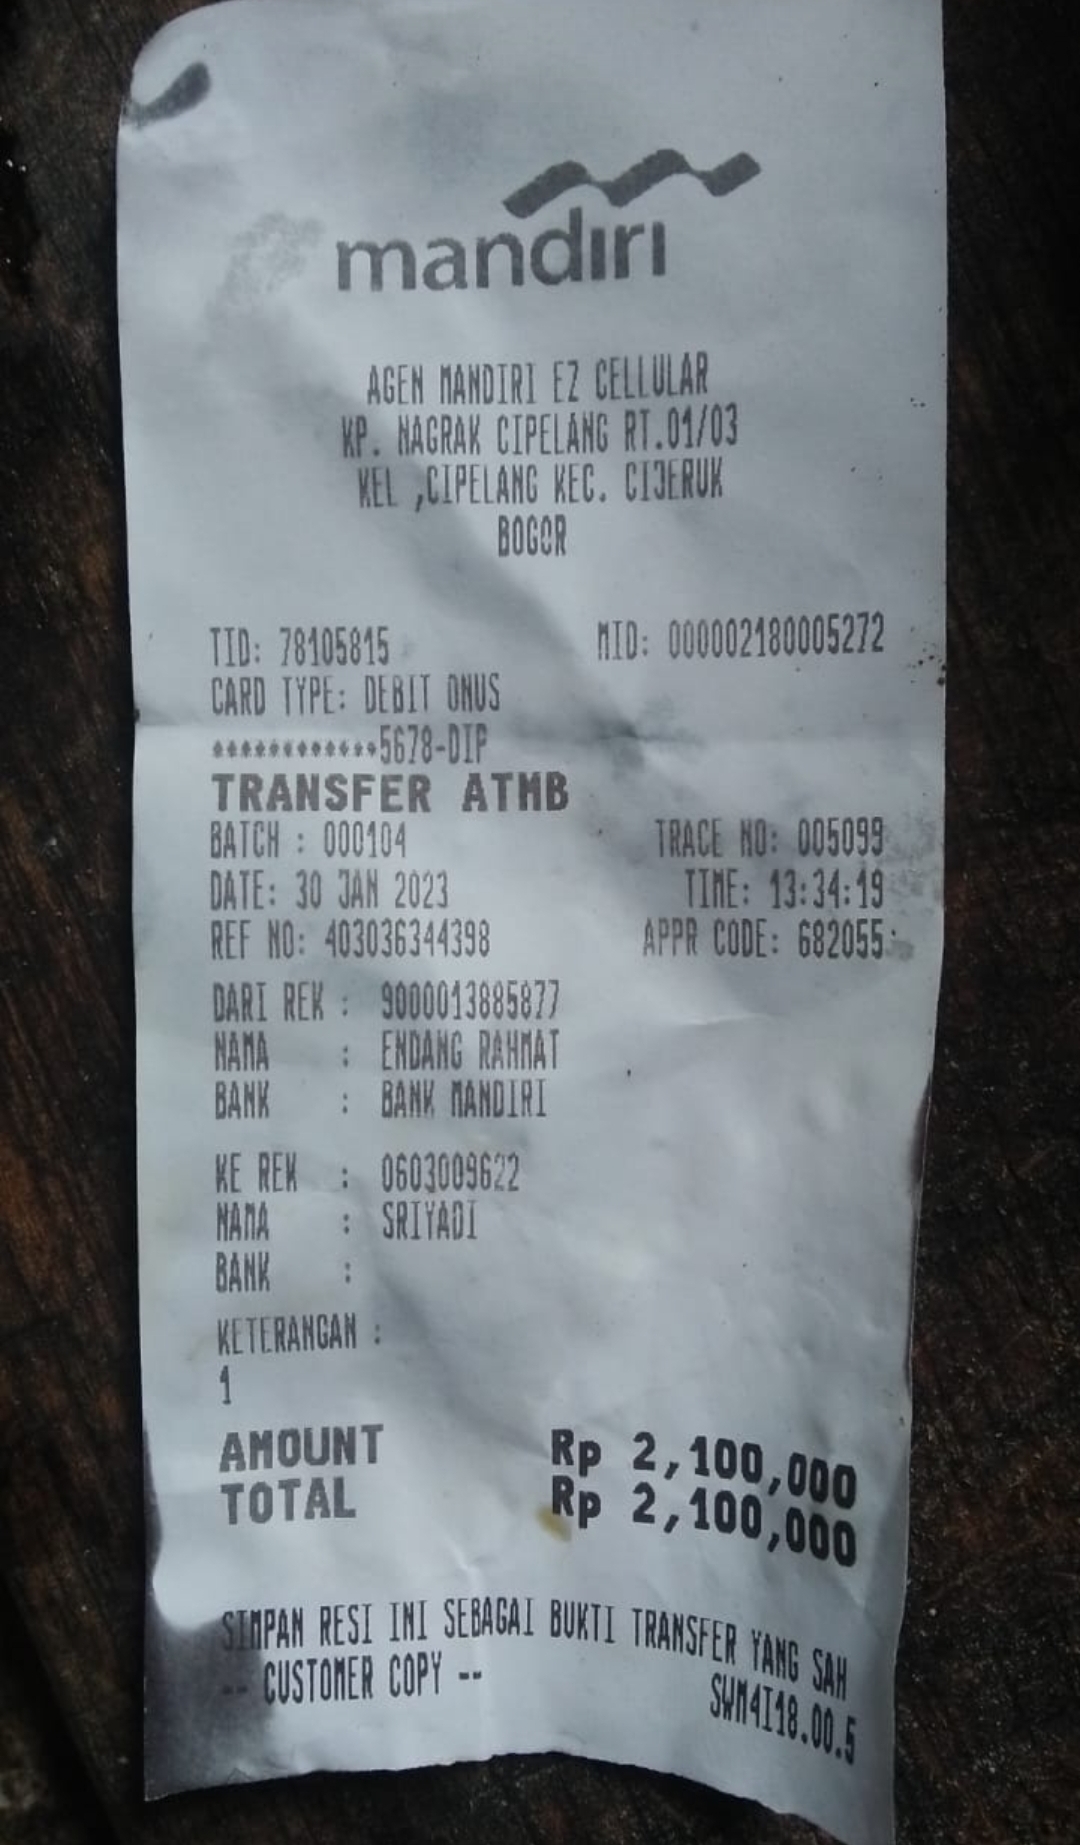 mandiri
AGEN MANDIRI EZ CELLULAR
KP. NAGRAK CIPELANG RT.01/03
KEL ,CIPELANG KEC. CIJERUK
BOGOR
TID: 78105815 MID: 000002180005272
CARD TYPE: DEBIT ONUS
************5678-DIP
TRANSFER ATMB
BATCH : 000104 TRACE NO: 005099
DATE: 30 JAN 2023 TIME: 13:34:19
REF NO: 403036344398 APPR CODE: 682055
DARI REK : 9000013885877
NAMA : ENDANG RAHMAT
BANK : BANK MANDIRI
KE REK : 0603009622
NAMA : SRIYADI
BANK :
KETERANGAN :
1
AMOUNT Rp 2,100,000
TOTAL Rp 2,100,000
SIMPAN RESI INI SEBAGAI BUKTI TRANSFER YANG SAH
-- CUSTOMER COPY --
SWM4I18.00.5